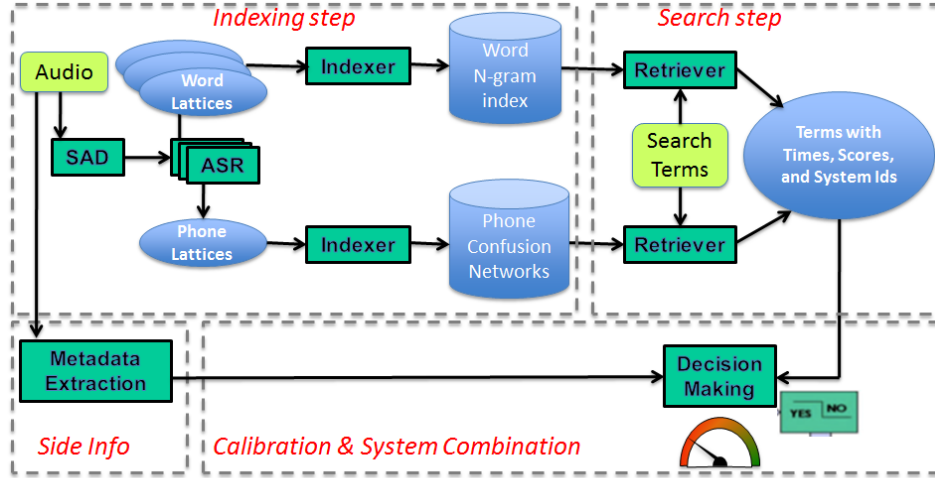 Indexing step
Search step
Audio
Word
Lattices
Indexer
Word
N-gram
index
Retriever
SAD
ASR
Search
Terms
Terms with
Times, Scores,
and System Ids
Phone
Lattices
Indexer
Phone
Confusion
Networks
Retriever
Metadata
Extraction
Decision
Making
YES
NO
Side Info
Calibration & System Combination